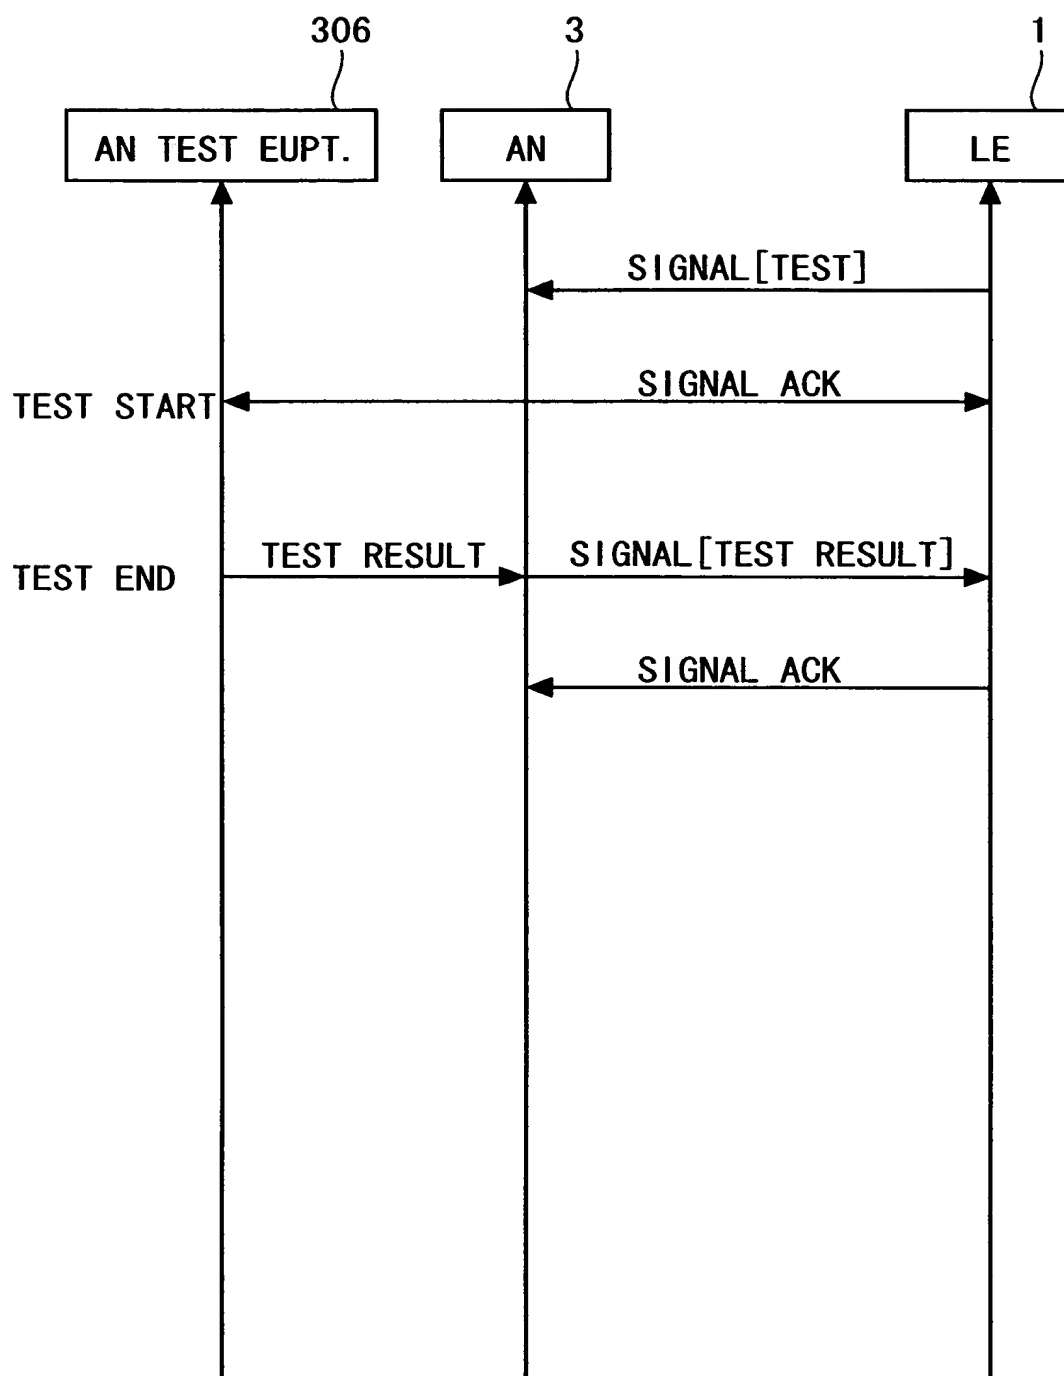 306 3 1
AN TEST EUPT. AN LE
SIGNAL[TEST]
SIGNAL ACK
TEST START
TEST RESULT SIGNAL[TEST RESULT]
TEST END
SIGNAL ACK